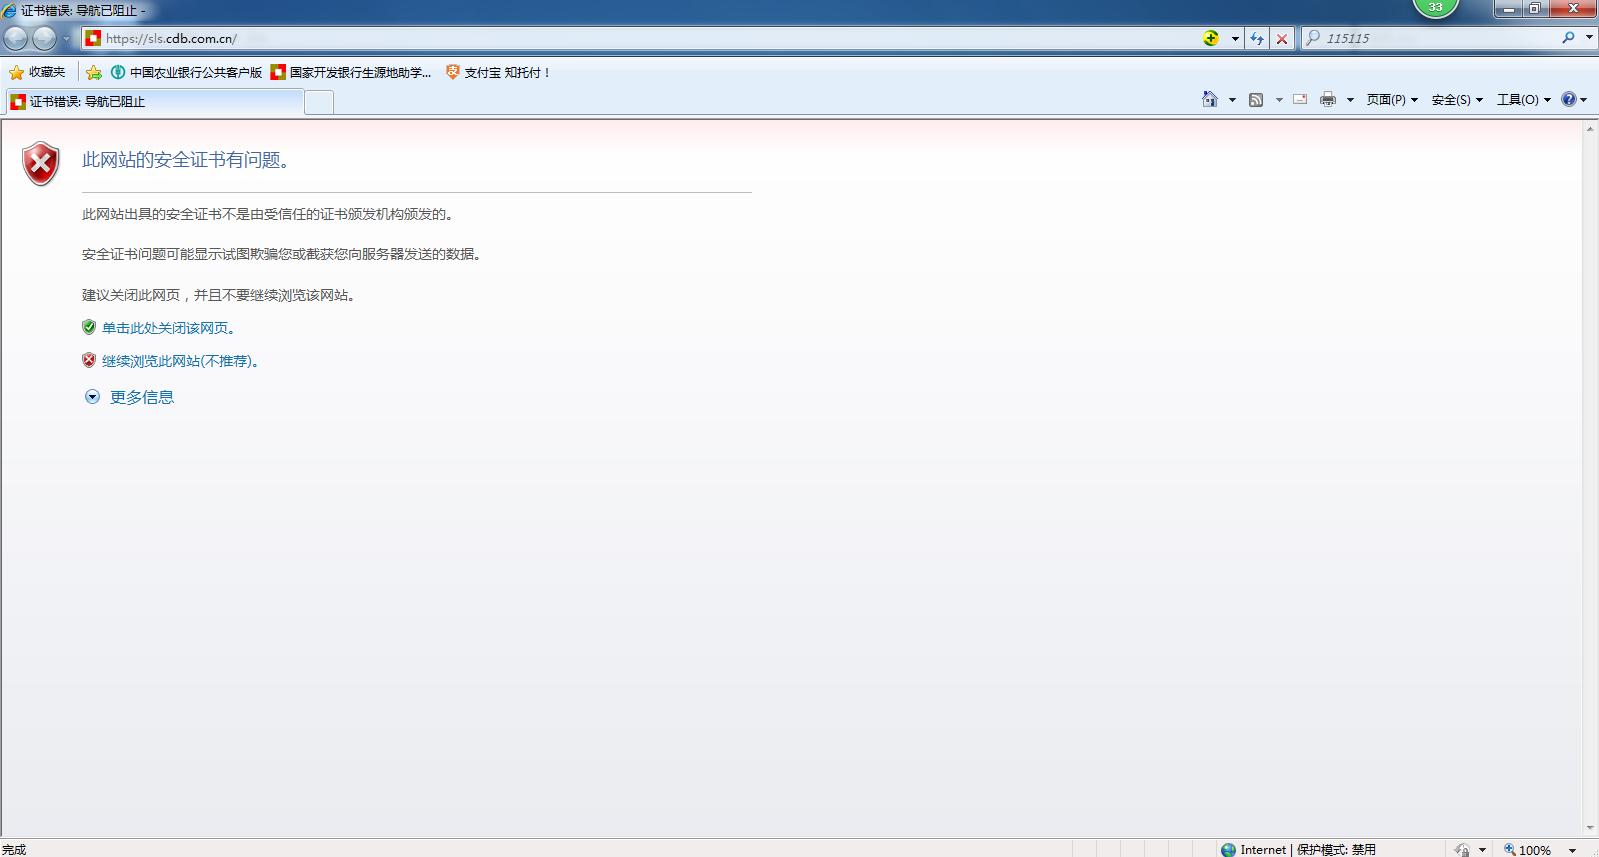 证书错误: 导航已阻止 -
33
https://sls.cdb.com.cn/
115115
收藏夹
中国农业银行公共客户版
国家开发银行生源地助学...
支付宝 知托付！
证书错误: 导航已阻止
页面(P)
安全(S)
工具(O)
此网站的安全证书有问题。
此网站出具的安全证书不是由受信任的证书颁发机构颁发的。
安全证书问题可能显示试图欺骗您或截获您向服务器发送的数据。
建议关闭此网页，并且不要继续浏览该网站。
单击此处关闭该网页。
继续浏览此网站(不推荐)。
更多信息
完成
Internet | 保护模式: 禁用
100%